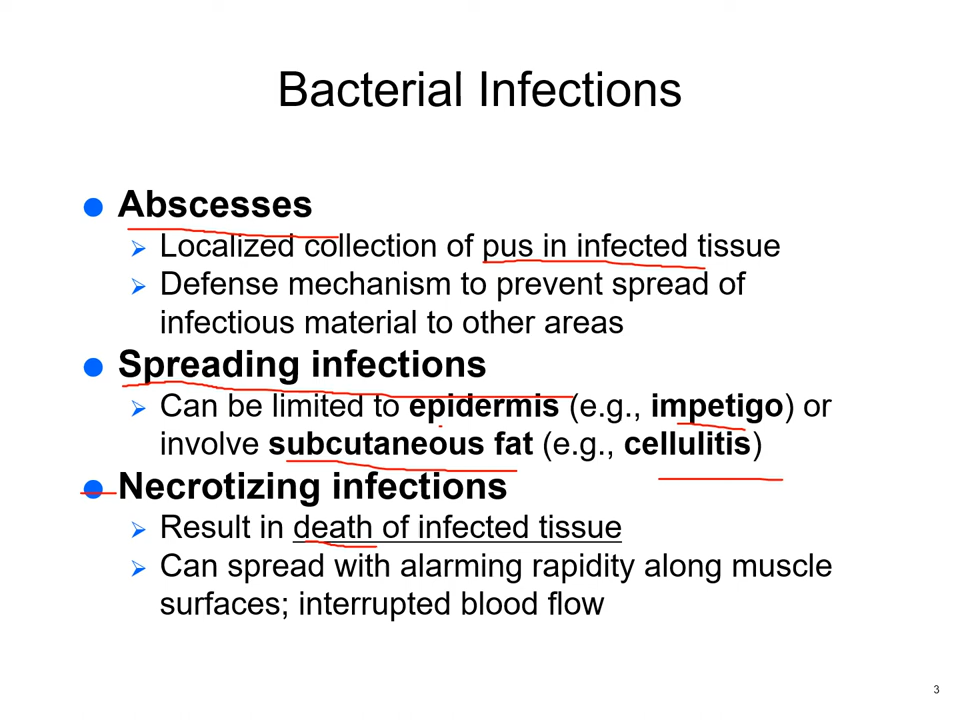 Bacterial Infections
Abscesses
Localized collection of pus in infected tissue
Defense mechanism to prevent spread of
infectious material to other areas
Spreading infections
Can be limited to epidermis (e.g., impetigo) or
involve subcutaneous fat (e.g., cellulitis)
Necrotizing infections
Result in death of infected tissue
Can spread with alarming rapidity along muscle
surfaces; interrupted blood flow
3